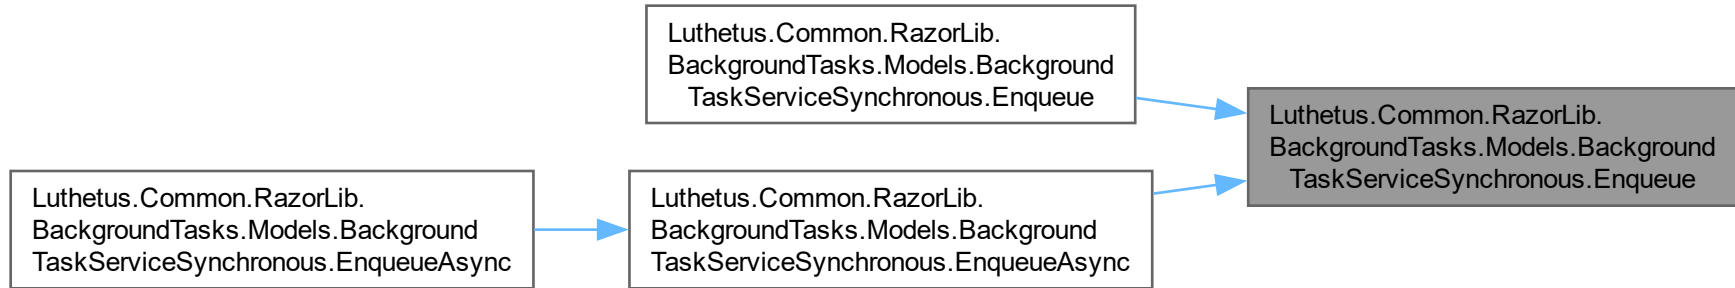 Luthetus.Common.RazorLib.
BackgroundTasks.Models.Background
TaskServiceSynchronous.Enqueue
Luthetus.Common.RazorLib.
BackgroundTasks.Models.Background
TaskServiceSynchronous.Enqueue
Luthetus.Common.RazorLib.
BackgroundTasks.Models.Background
TaskServiceSynchronous.EnqueueAsync
Luthetus.Common.RazorLib.
BackgroundTasks.Models.Background
TaskServiceSynchronous.EnqueueAsync